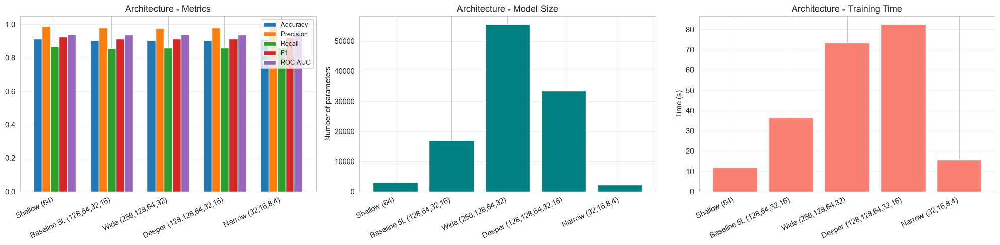 Architecture - Metrics
1.0
0.8
0.6
0.4
0.2
0.0
Accuracy
Precision
Recall
F1
ROC-AUC
Shallow (64)
Baseline 5L (128,64,32,16)
Wide (256,128,64,32)
Deeper (128,128,64,32,16)
Narrow (32,16,8,4)
Architecture - Model Size
Number of parameters
50000
40000
30000
20000
10000
0
Shallow (64)
Baseline 5L (128,64,32,16)
Wide (256,128,64,32)
Deeper (128,128,64,32,16)
Narrow (32,16,8,4)
Architecture - Training Time
Time (s)
80
70
60
50
40
30
20
10
0
Shallow (64)
Baseline 5L (128,64,32,16)
Wide (256,128,64,32)
Deeper (128,128,64,32,16)
Narrow (32,16,8,4)